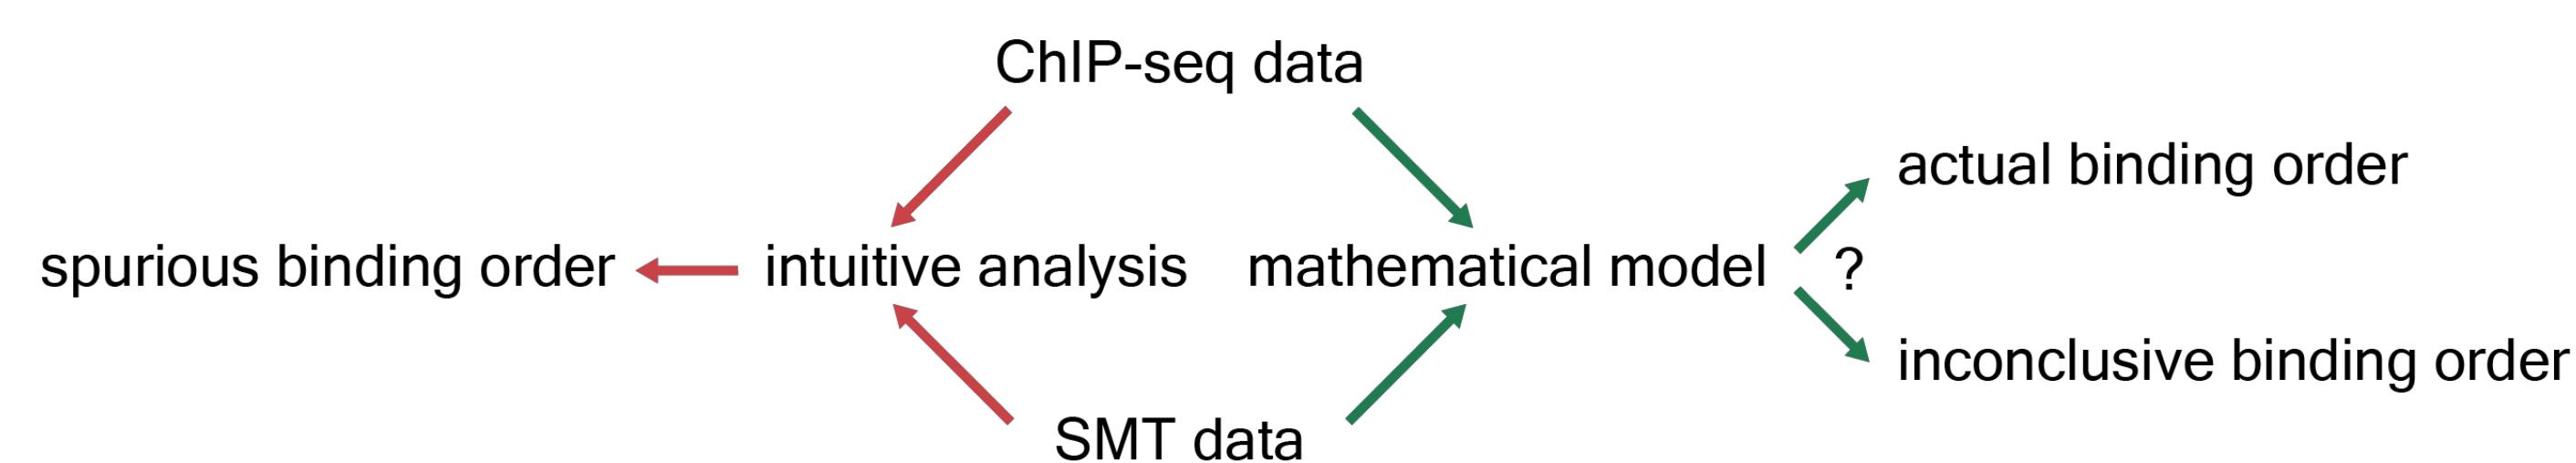 ChIP-seq data
actual binding order
spurious binding order
intuitive analysis
mathematical model
?
inconclusive binding order
SMT data